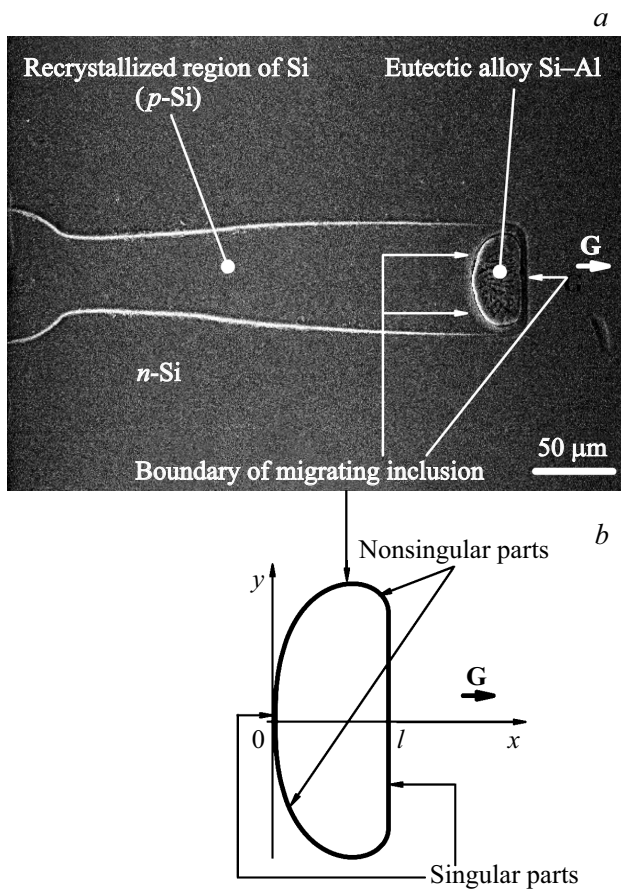 a
Recrystallized region of Si
(p-Si)
Eutectic alloy Si–Al
G
G
n-Si
50 μm
Boundary of migrating inclusion
b
Nonsingular parts
y
G
0
l
x
Singular parts